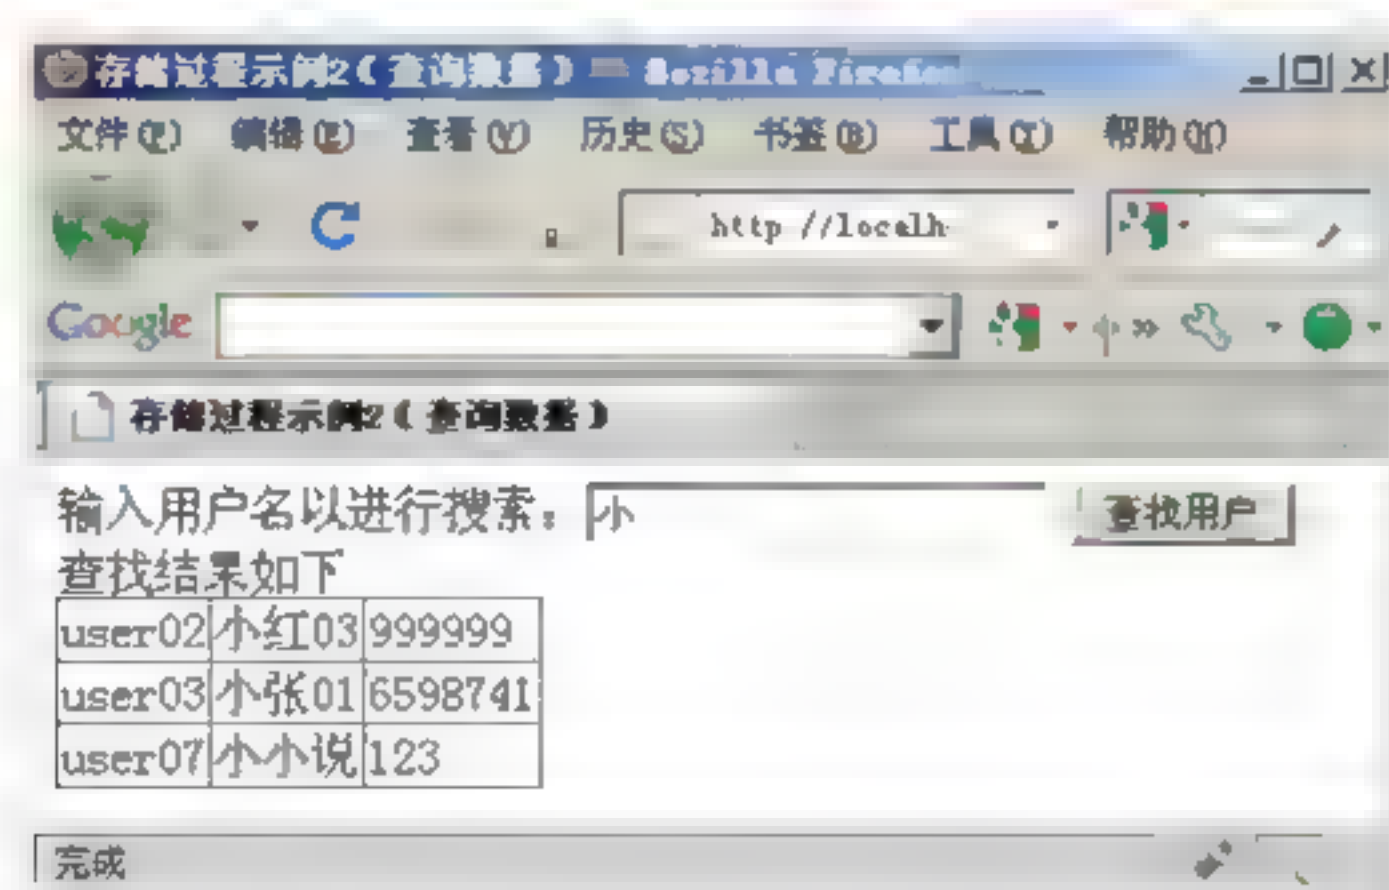 存储过程示例2(查询数据) - Mozilla Firefox
文件(F) 编辑(E) 查看(V) 历史(S) 书签(B) 工具(T) 帮助(H)
http //localh
Google
存储过程示例2(查询数据)
输入用户名以进行搜索: 小 查找用户
查找结果如下
user02 小红03 999999
user03 小张01 6598741
user07 小小说 123
完成